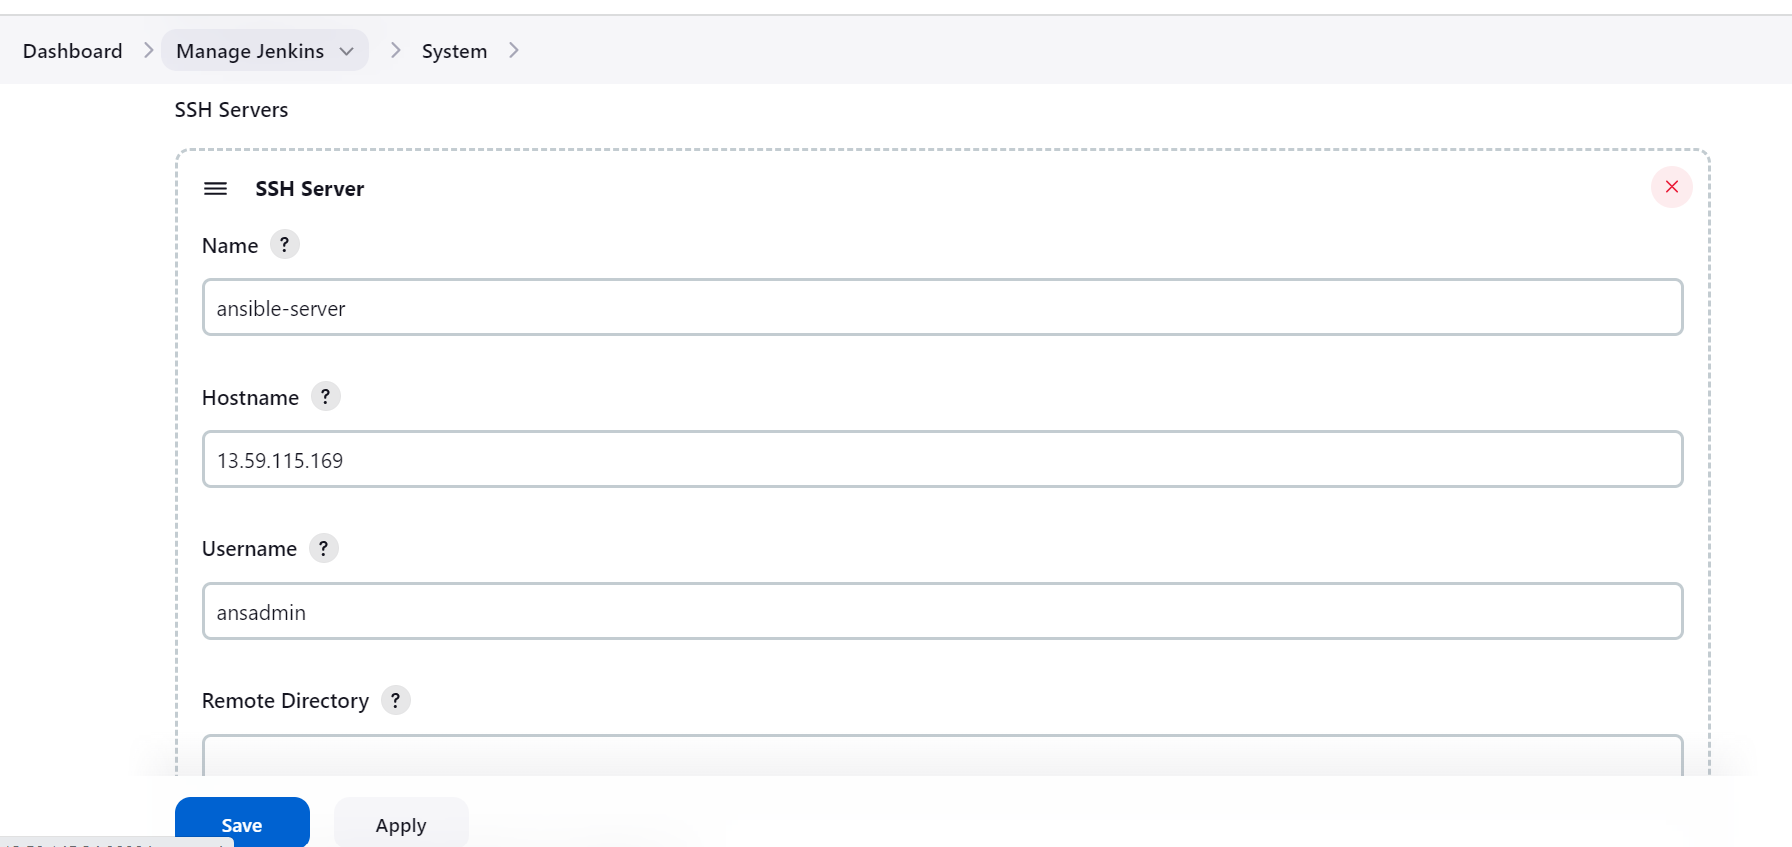 Dashboard > Manage Jenkins > System >
SSH Servers
SSH Server
Name ?
ansible-server
Hostname ?
13.59.115.169
Username ?
ansadmin
Remote Directory ?
Save Apply